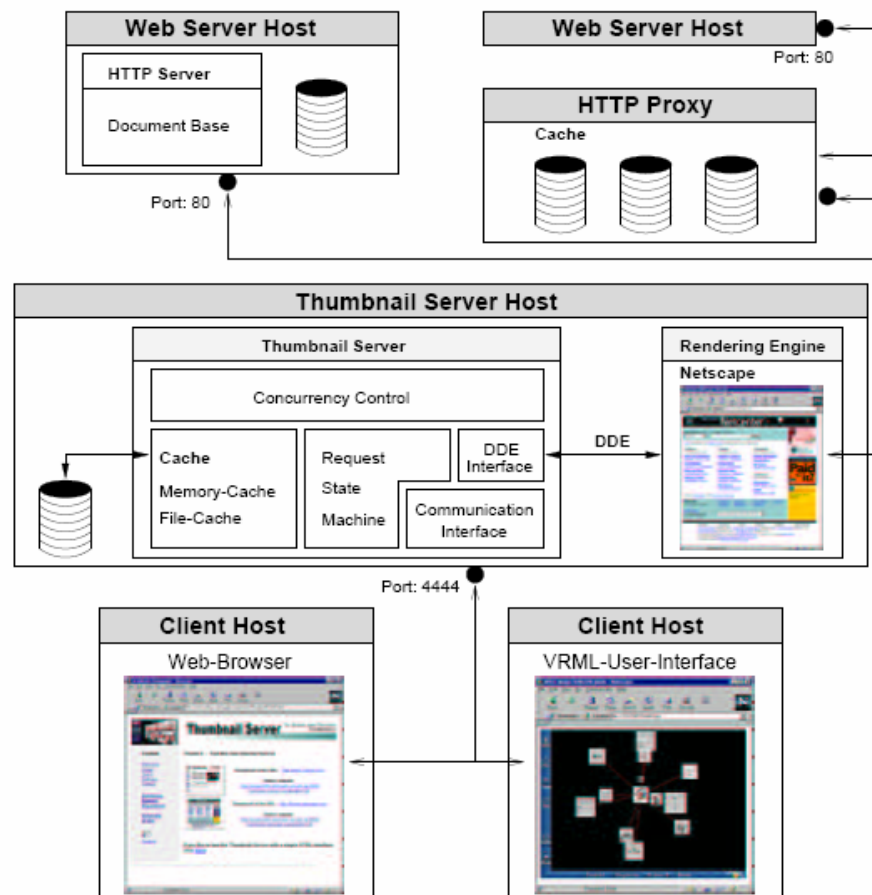 Web Server Host
HTTP Server
Document Base
Port: 80
Web Server Host
Port: 80
HTTP Proxy
Cache
Thumbnail Server Host
Thumbnail Server
Concurrency Control
Cache
Memory-Cache
File-Cache
Request
State
Machine
DDE
Interface
Communication
Interface
DDE
Rendering Engine
Netscape
Paid
Port: 4444
Client Host
Web-Browser
Thumbnail Server
Client Host
VRML-User-Interface